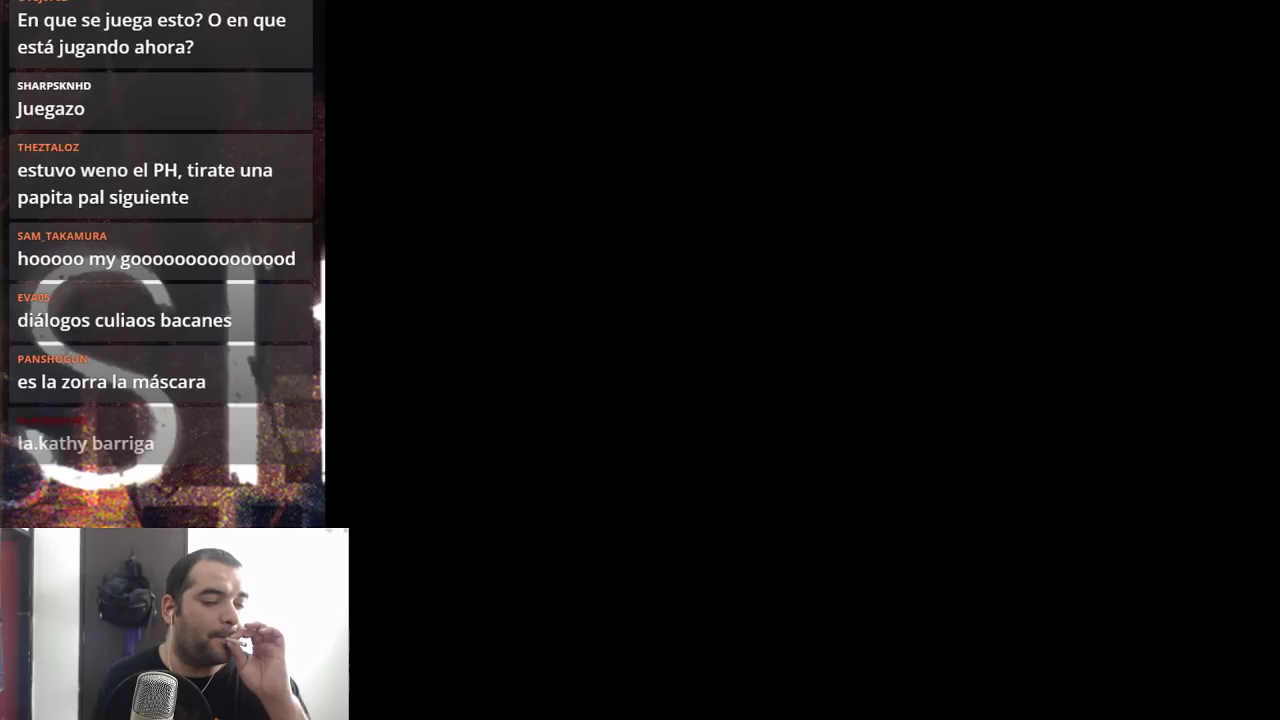 En que se juega esto? O en que
está jugando ahora?
SHARPSKNHD
Juegazo
THEZTALOZ
estuvo weno el PH, tirate una
papita pal siguiente
SAM_TAKAMURA
hooooo my gooooooooooooood
EVA05
diálogos culiaos bacanes
PANSHOGUN
es la zorra la máscara
la.kathy barriga